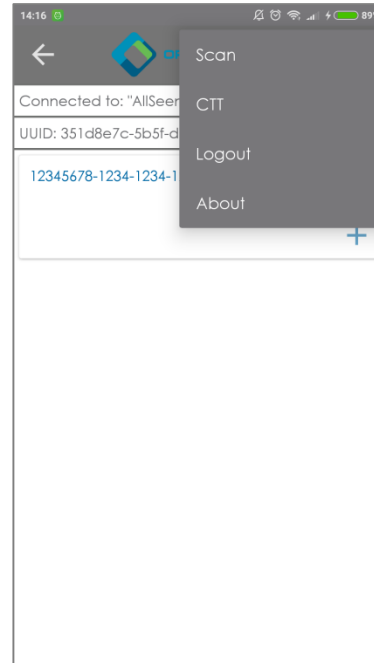 14:16 89%
Scan
Connected to: "AllSeen
CTT
UUID: 351d8e7c-5b5f-d
Logout
12345678-1234-1234-1
About